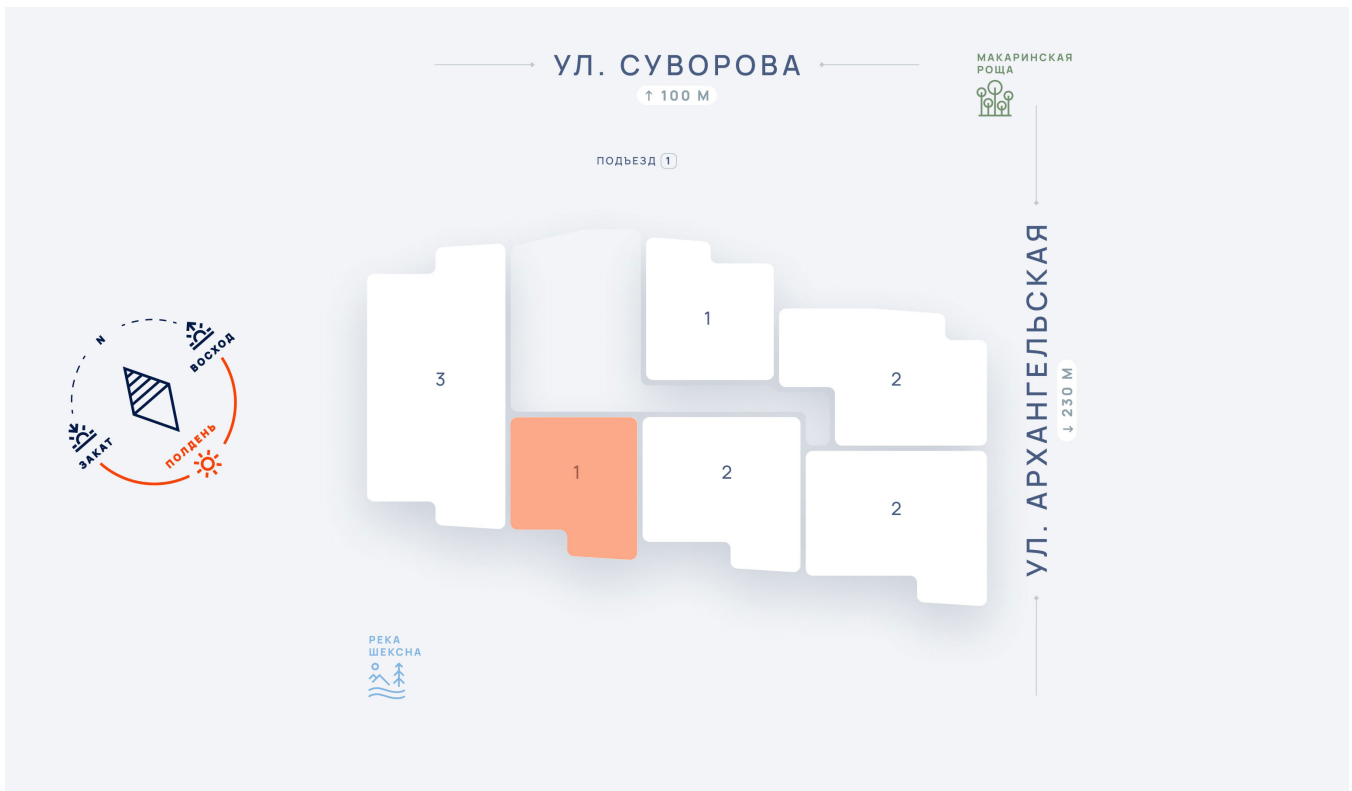 УЛ. СУВОРОВА
↑ 100 М
МАКАРИНСКАЯ
РОЩА
ПОДЪЕЗД 1
УЛ. АРХАНГЕЛЬСКАЯ
↓ 230 М
N
ВОСХОД
ПОЛДЕНЬ
ЗАКАТ
3
1
2
1
2
2
РЕКА
ШЕКСНА